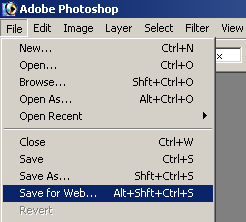 Adobe Photoshop
File Edit Image Layer Select Filter
x
New... Ctrl+N
Open... Ctrl+O
Browse... Shft+Ctrl+O
Open As... Alt+Ctrl+O
Open Recent
Close Ctrl+W
Save Ctrl+S
Save As... Shft+Ctrl+S
Save for Web... Alt+Shft+Ctrl+S
Revert